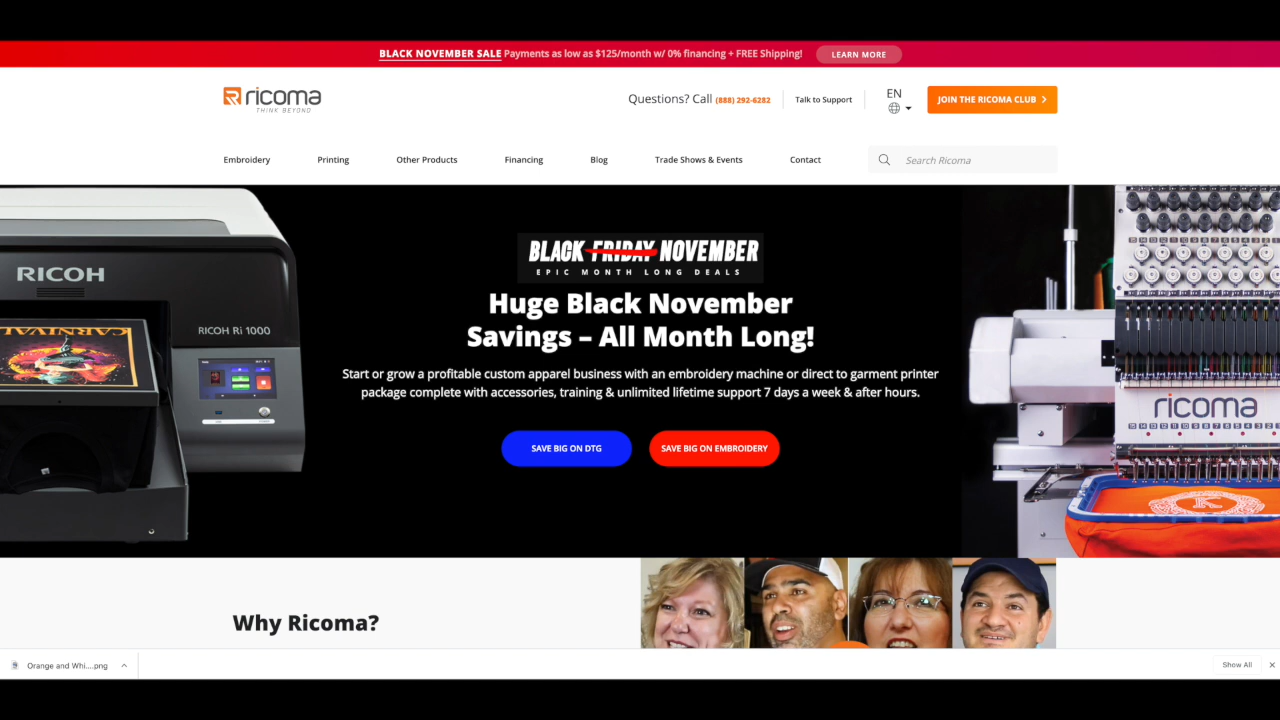 BLACK NOVEMBER SALE Payments as low as $125/month w/ 0% financing + FREE Shipping! LEARN MORE
ricoma
THINK BEYOND
Questions? Call (888) 292-6282
Talk to Support
EN
JOIN THE RICOMA CLUB
Embroidery Printing Other Products Financing Blog Trade Shows & Events Contact Search Ricoma
BLACK FRIDAY NOVEMBER
EPIC MONTH LONG DEALS
Huge Black November
Savings – All Month Long!
Start or grow a profitable custom apparel business with an embroidery machine or direct to garment printer
package complete with accessories, training & unlimited lifetime support 7 days a week & after hours.
SAVE BIG ON DTG SAVE BIG ON EMBROIDERY
RICOH
RICOH Ri 1000
CARNIVAL
ricoma
K
Why Ricoma?
Orange and Whi....png
Show All